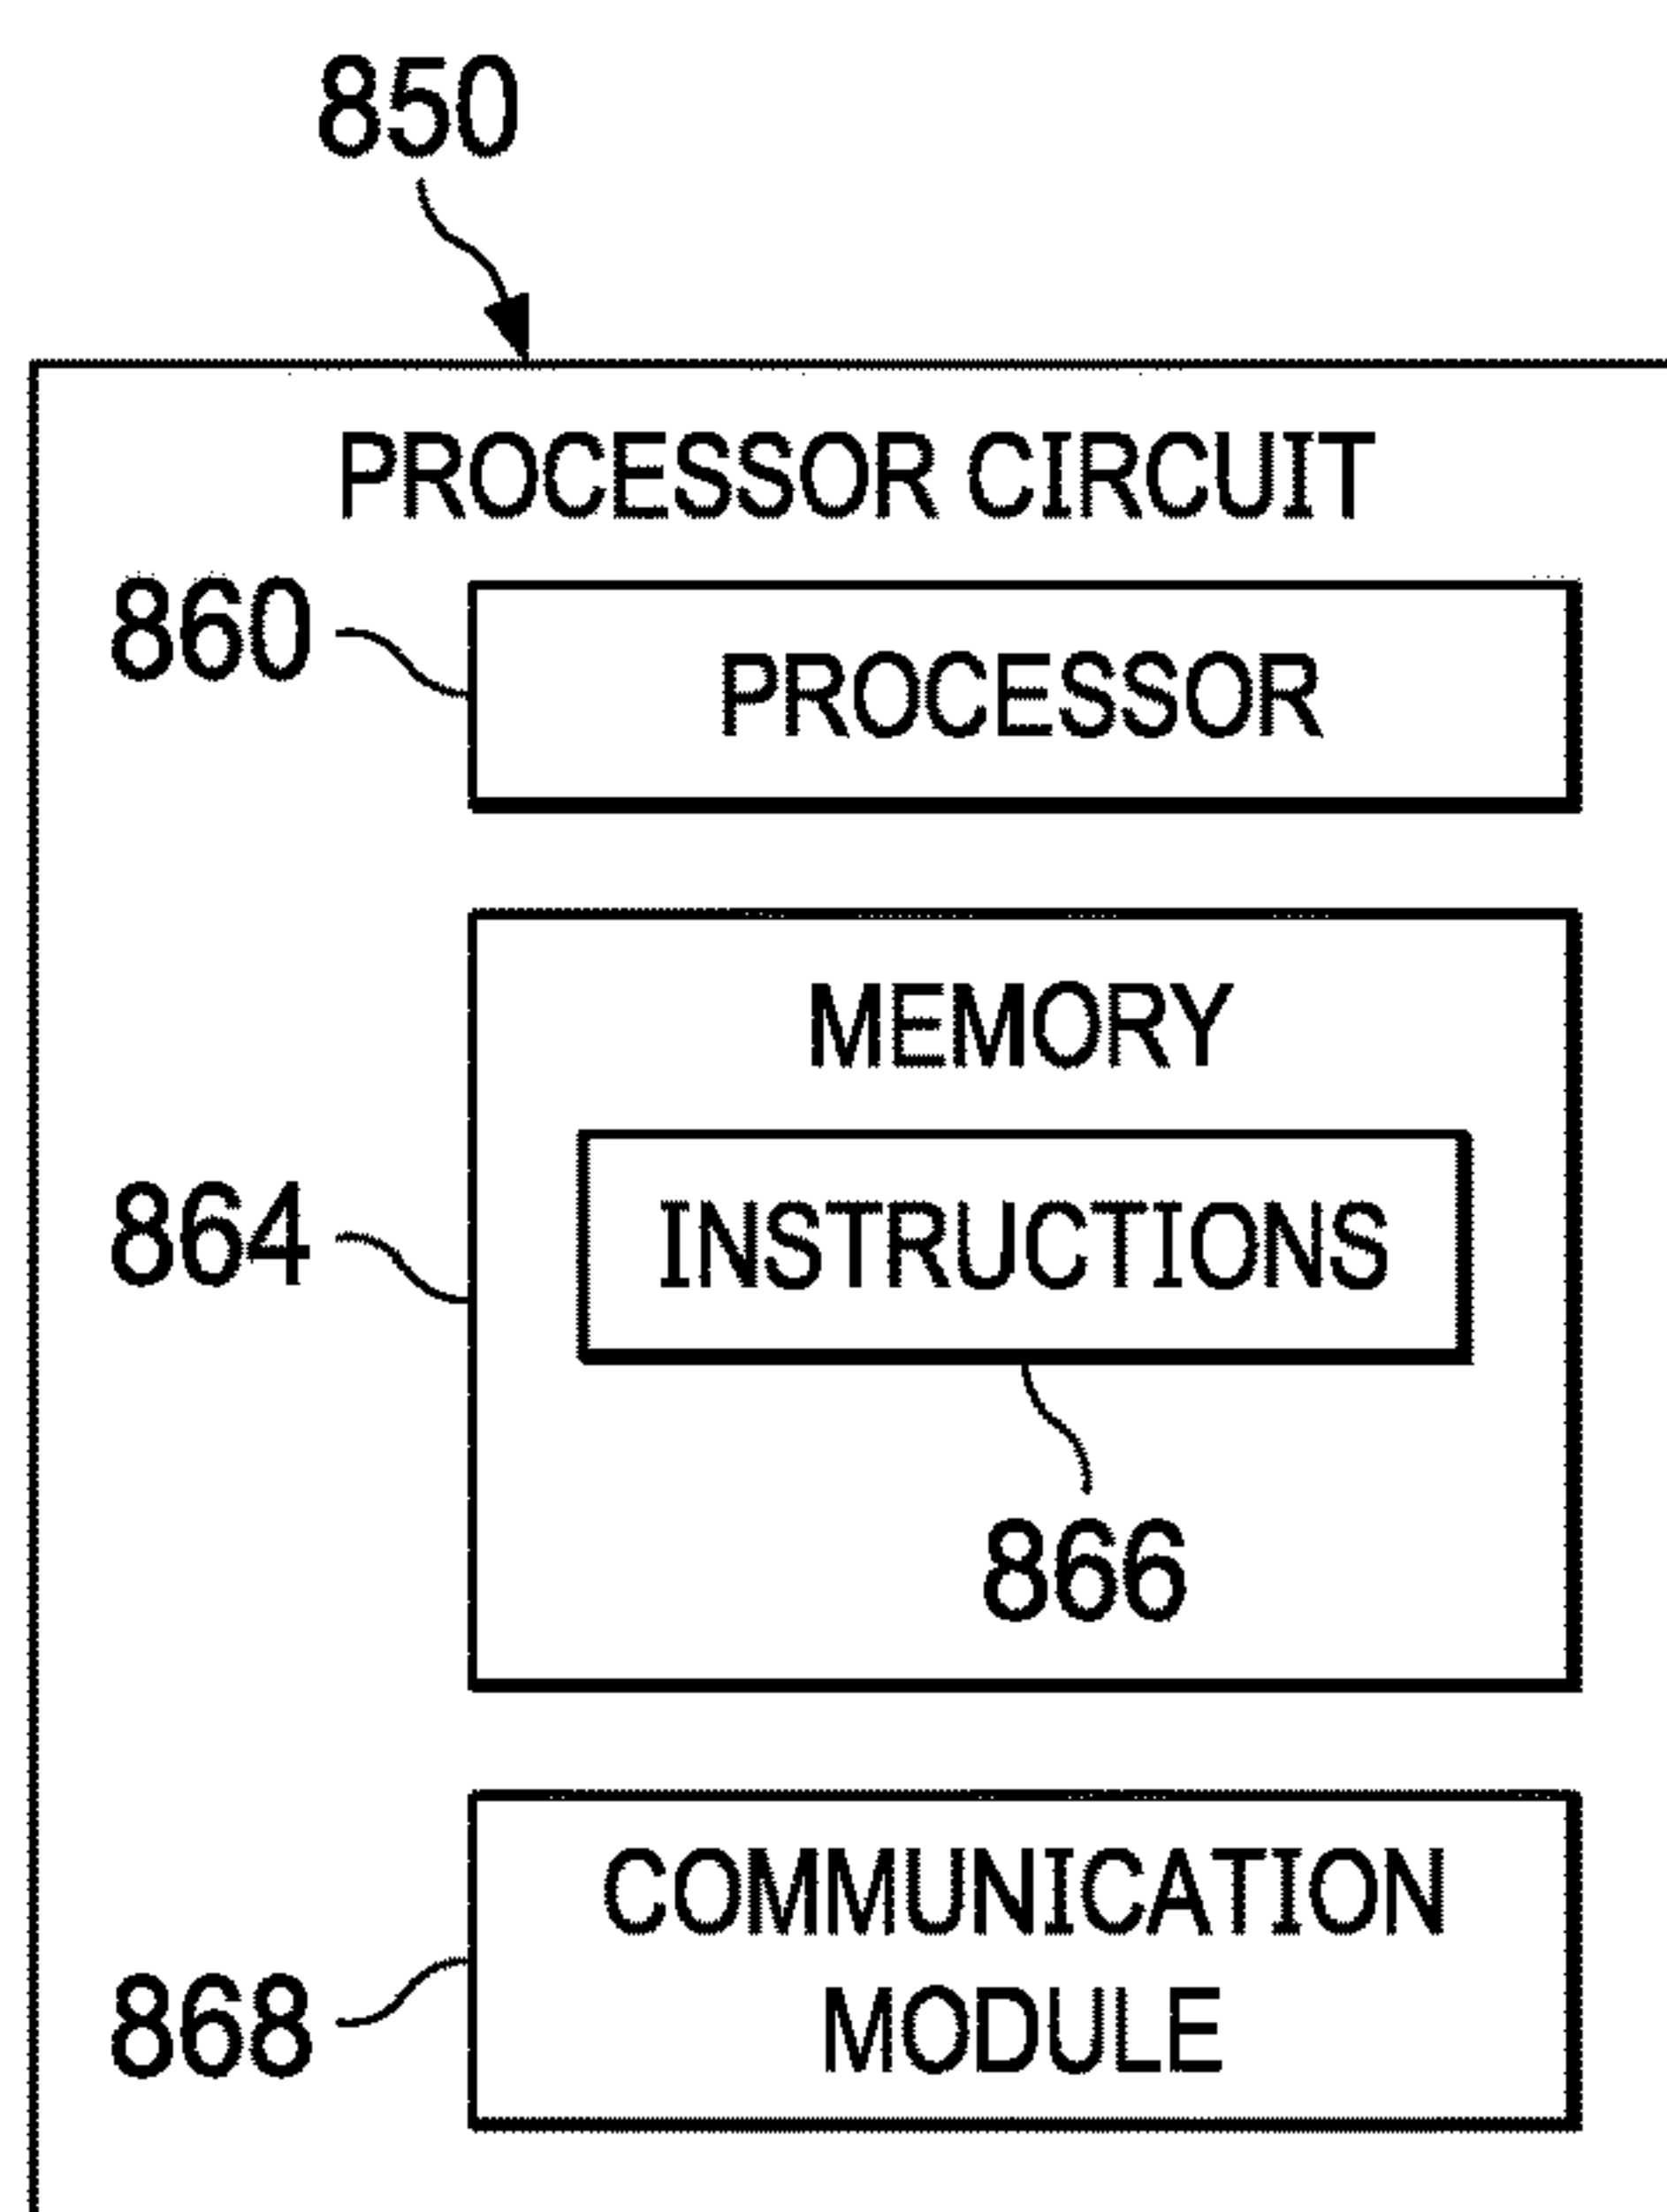 850
PROCESSOR CIRCUIT
860
PROCESSOR
MEMORY
864
INSTRUCTIONS
866
COMMUNICATION
868
MODULE